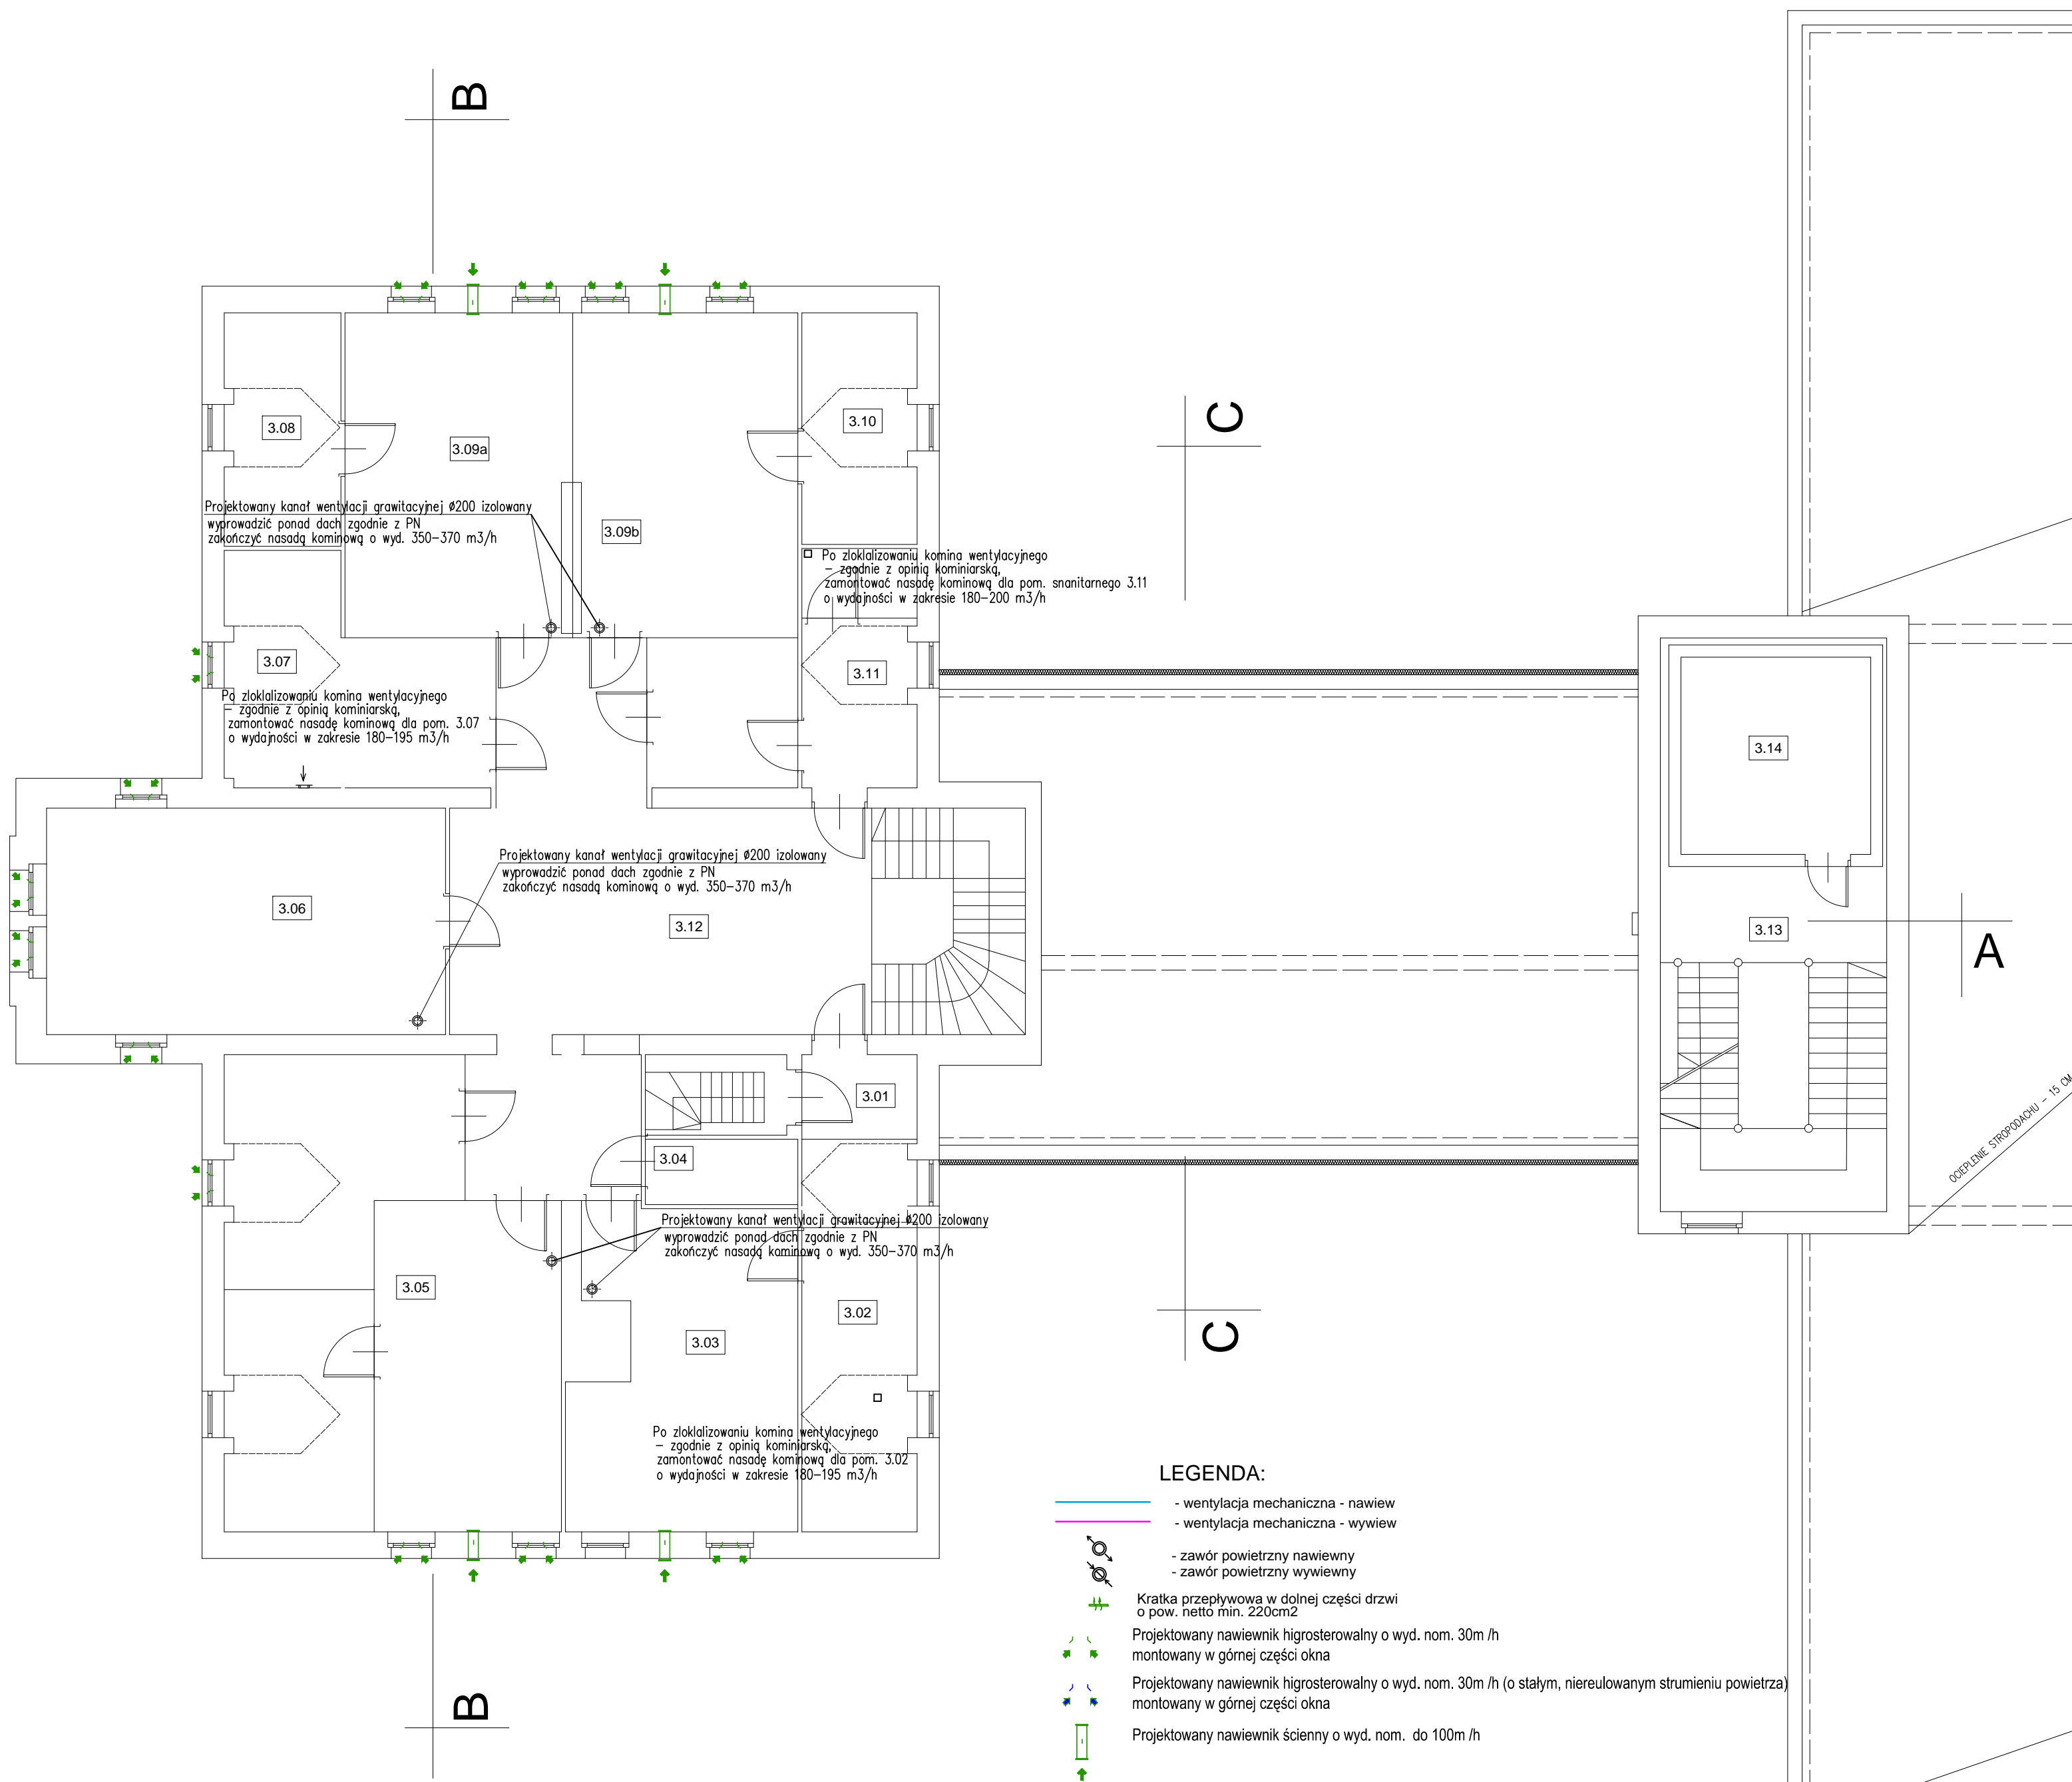 B
3.08
3.09a
3.10
C
Projektowany kanał wentylacji grawitacyjnej Ø200 izolowany
wyprowadzić ponad dach zgodnie z PN
zakończyć nasadą kominową o wyd. 350-370 m3/h
3.09b
Po zloklalizowaniu komina wentylacyjnego
- zgodnie z opinią kominiarską,
zamontować nasadę kominową dla pom. snanitarnego 3.11
o wydajności w zakresie 180-200 m3/h
3.07
3.11
Po zloklalizowaniu komina wentylacyjnego
- zgodnie z opinią kominiarską,
zamontować nasadę kominową dla pom. 3.07
o wydajności w zakresie 180-195 m3/h
3.14
Projektowany kanał wentylacji grawitacyjnej Ø200 izolowany
wyprowadzić ponad dach zgodnie z PN
zakończyć nasadą kominową o wyd. 350-370 m3/h
3.06
3.12
3.13
A
3.01
OCIEPLENIE STROPODACHU - 15 CM
3.04
Projektowany kanał wentylacji grawitacyjnej Ø200 izolowany
wyprowadzić ponad dach zgodnie z PN
zakończyć nasadą kominową o wyd. 350-370 m3/h
3.05
3.02
3.03
C
Po zloklalizowaniu komina wentylacyjnego
- zgodnie z opinią kominiarską,
zamontować nasadę kominową dla pom. 3.02
o wydajności w zakresie 180-195 m3/h
LEGENDA:
- wentylacja mechaniczna - nawiew
- wentylacja mechaniczna - wywiew
- zawór powietrzny nawiewny
- zawór powietrzny wywiewny
Kratka przepływowa w dolnej części drzwi
o pow. netto min. 220cm2
Projektowany nawiewnik higrosterowalny o wyd. nom. 30m /h
montowany w górnej części okna
Projektowany nawiewnik higrosterowalny o wyd. nom. 30m /h (o stałym, niereulowanym strumieniu powietrza)
montowany w górnej części okna
Projektowany nawiewnik ścienny o wyd. nom. do 100m /h
B